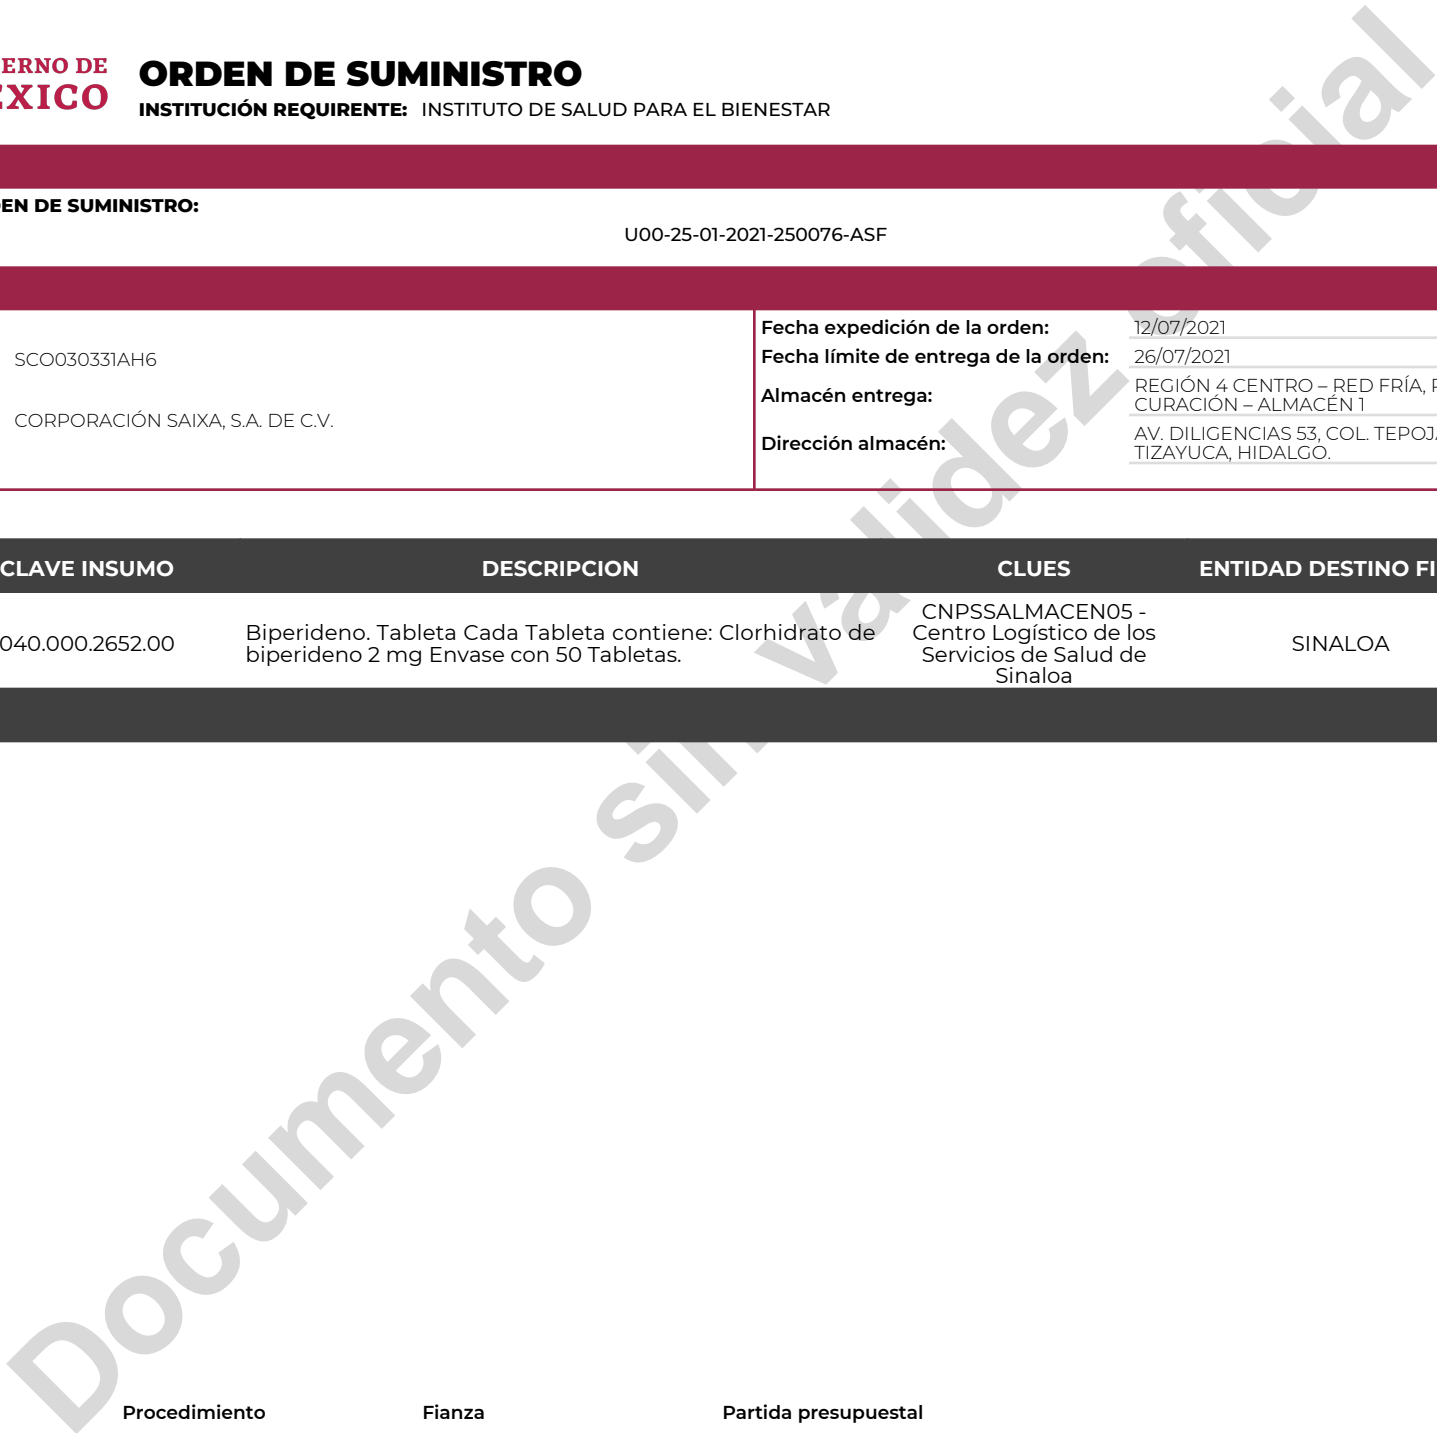 ERNO DE
EXICO
ORDEN DE SUMINISTRO
INSTITUCIÓN REQUIRENTE: INSTITUTO DE SALUD PARA EL BIENESTAR
EN DE SUMINISTRO:
U00-25-01-2021-250076-ASF
SCO030331AH6
CORPORACIÓN SAIXA, S.A. DE C.V.
Fecha expedición de la orden: 12/07/2021
Fecha límite de entrega de la orden: 26/07/2021
Almacén entrega: REGIÓN 4 CENTRO – RED FRÍA,
CURACIÓN – ALMACÉN 1
Dirección almacén: AV. DILIGENCIAS 53, COL. TEPOJ
TIZAYUCA, HIDALGO.
CLAVE INSUMO DESCRIPCION CLUES ENTIDAD DESTINO FI
040.000.2652.00
Biperideno. Tableta Cada Tableta contiene: Clorhidrato de
biperideno 2 mg Envase con 50 Tabletas.
CNPSSALMACEN05 -
Centro Logístico de los
Servicios de Salud de
Sinaloa
SINALOA
Documento sin validez oficial
Procedimiento Fianza Partida presupuestal